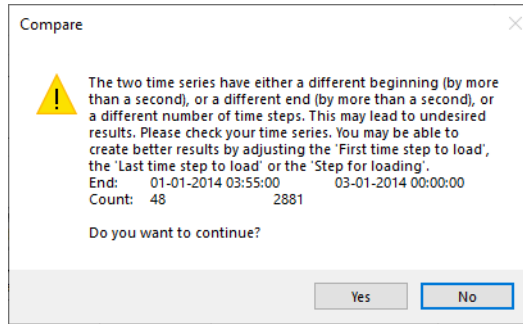 Compare
The two time series have either a different beginning (by more
than a second), or a different end (by more than a second), or
a different number of time steps. This may lead to undesired
results. Please check your time series. You may be able to
create better results by adjusting the 'First time step to load',
the 'Last time step to load' or the 'Step for loading'.
End: 01-01-2014 03:55:00 03-01-2014 00:00:00
Count: 48 2881
Do you want to continue?
Yes No